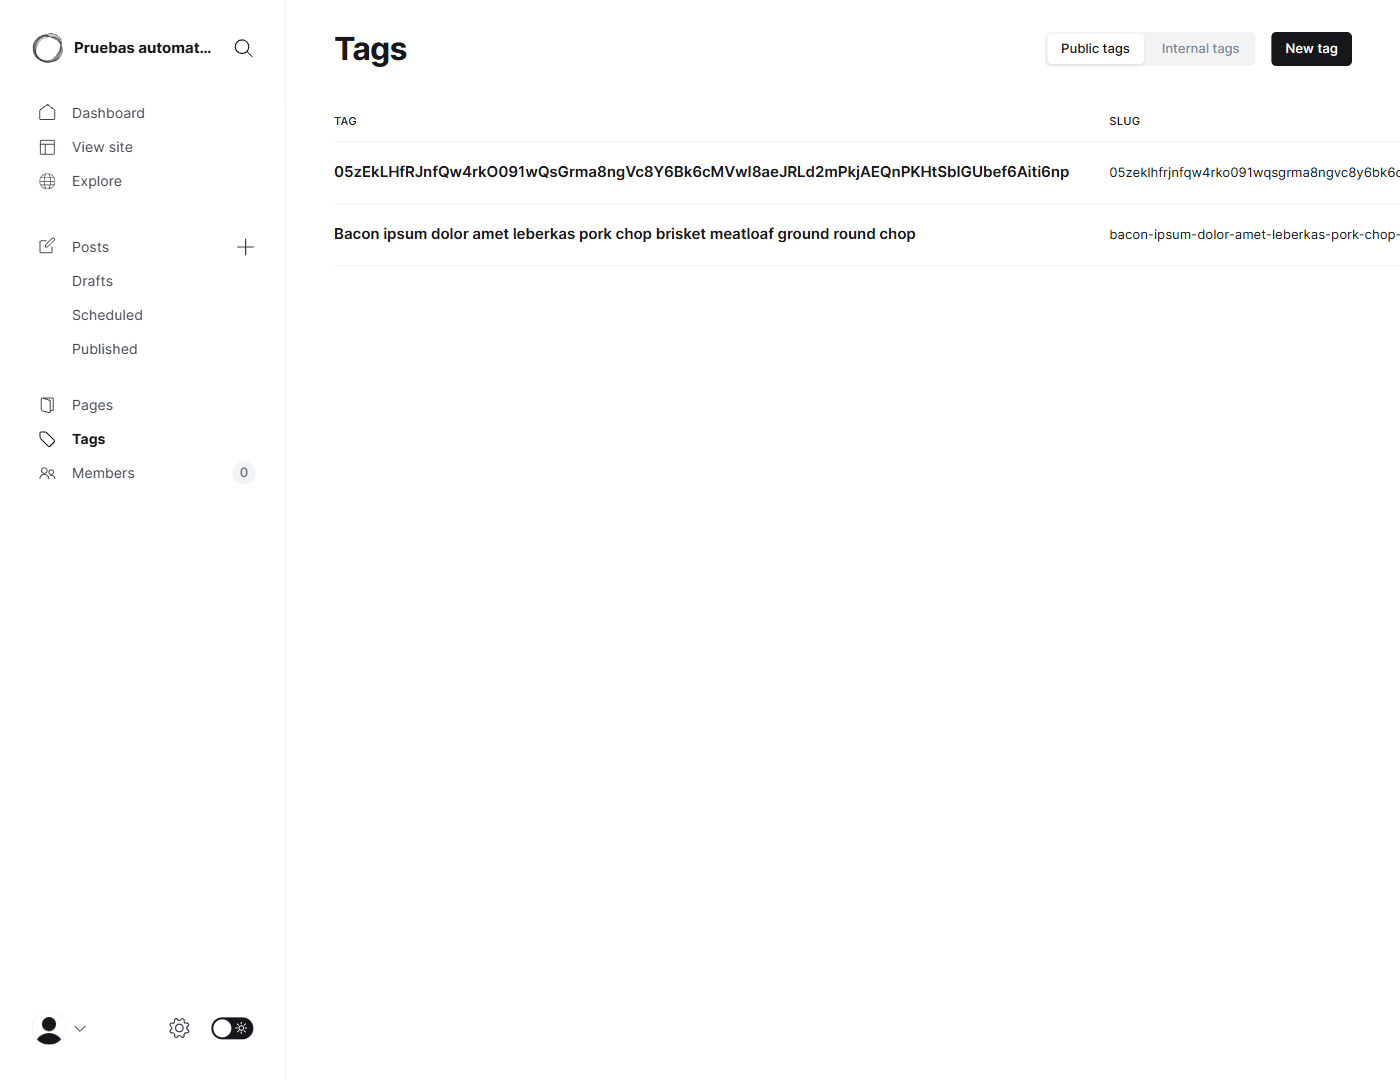 Pruebas automat...
Dashboard
View site
Explore
Posts
Drafts
Scheduled
Published
Pages
Tags
Members 0
Tags
Public tags
Internal tags
New tag
TAG SLUG
05zEkLHfRJnfQw4rkO091wQsGrma8ngVc8Y6Bk6cMVwI8aeJRLd2mPkjAEQnPKHtSbIGUbef6Aiti6np 05zeklhfrjnfqw4rko091wqsgrma8ngvc8y6bk6c
Bacon ipsum dolor amet leberkas pork chop brisket meatloaf ground round chop bacon-ipsum-dolor-amet-leberkas-pork-chop-